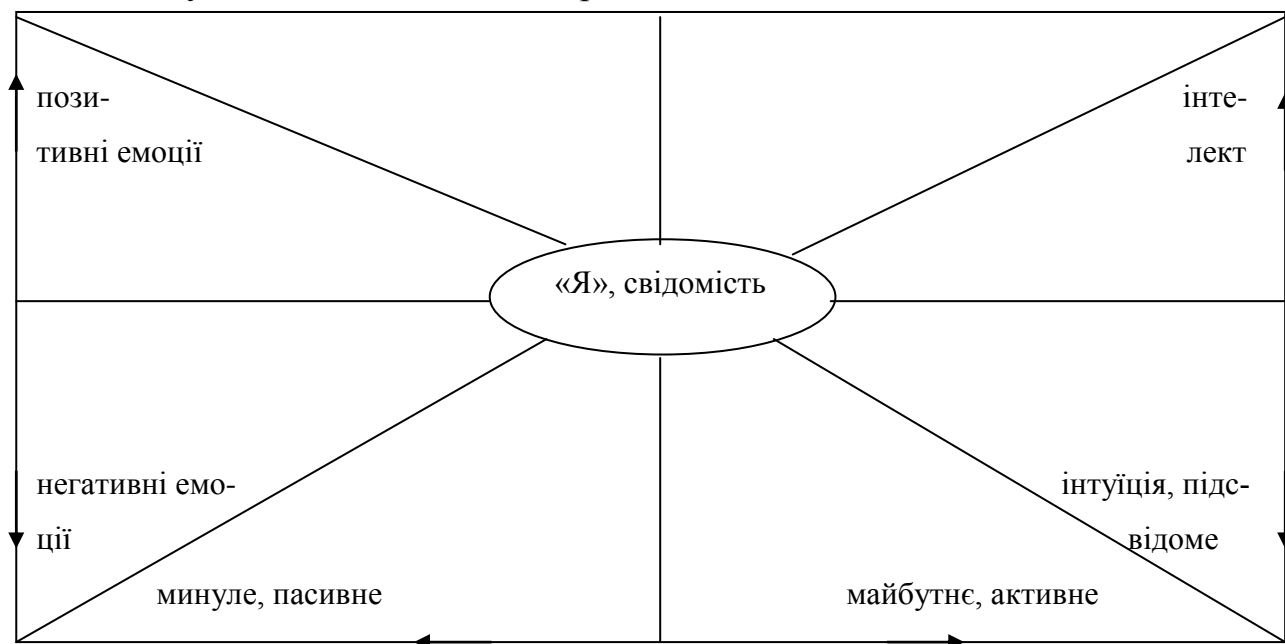 пози-
тивні емоції
інте-
лект
«Я», свідомість
негативні емо-
ції
інтуїція, підс-
відоме
минуле, пасивне
майбутнє, активне